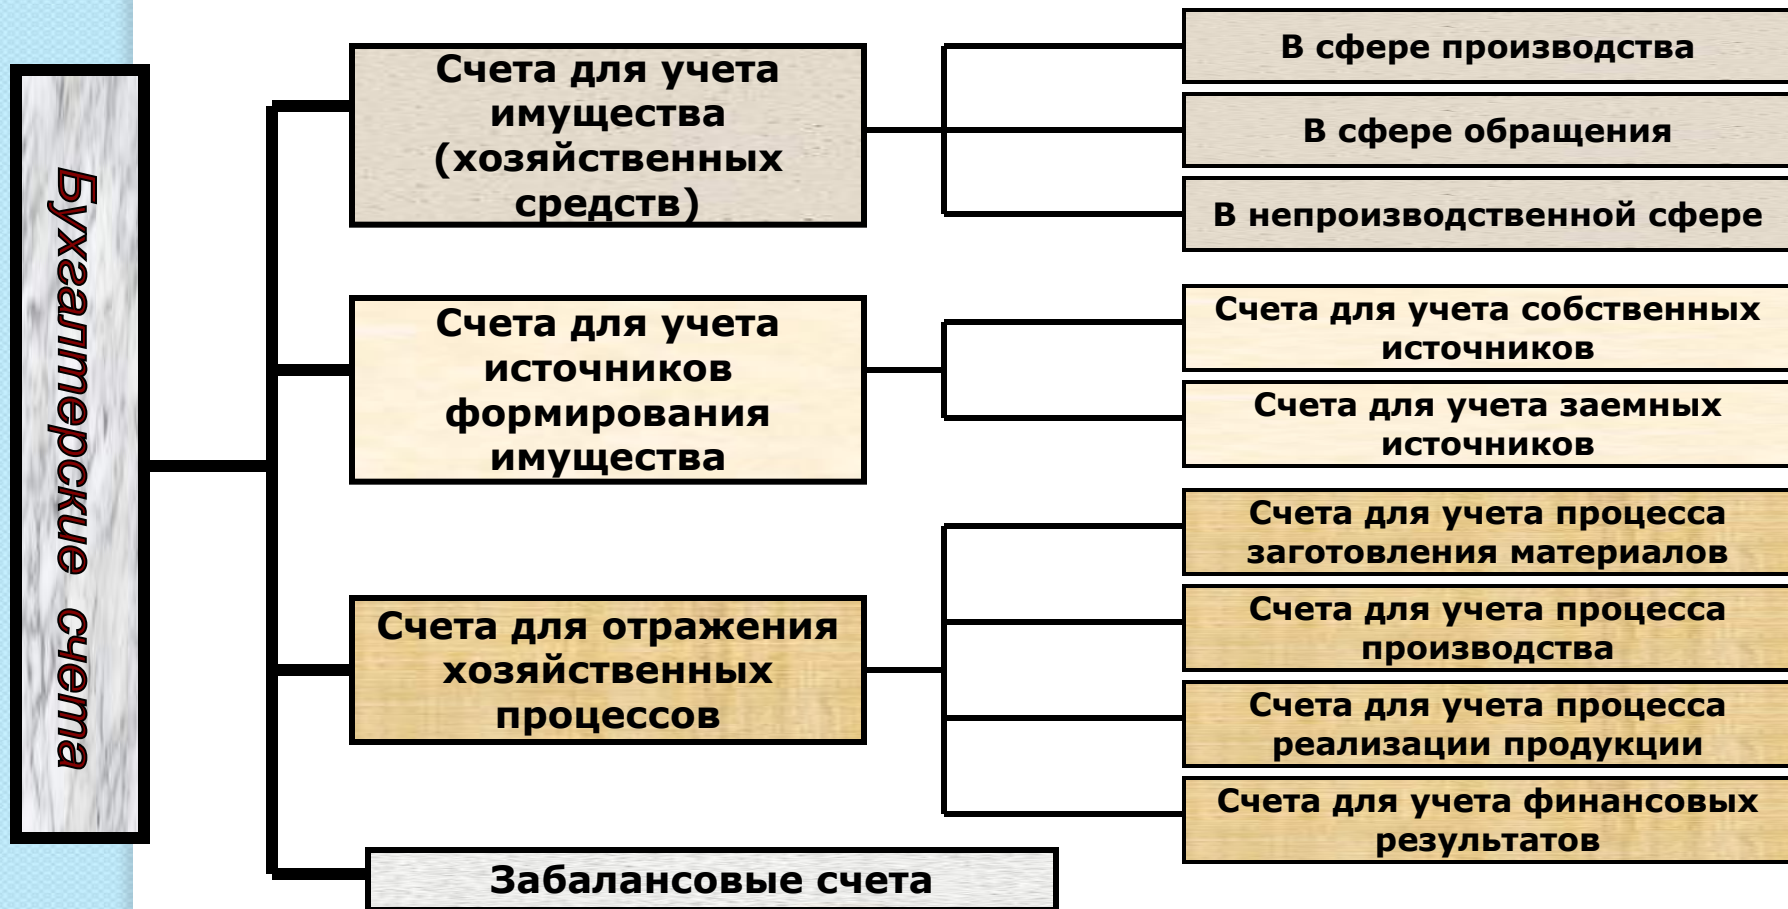 Бухгалтерские счета
Счета для учета
имущества
(хозяйственных
средств)
В сфере производства
В сфере обращения
В непроизводственной сфере
Счета для учета
источников
формирования
имущества
Счета для учета собственных
источников
Счета для учета заемных
источников
Счета для отражения
хозяйственных
процессов
Счета для учета процесса
заготовления материалов
Счета для учета процесса
производства
Счета для учета процесса
реализации продукции
Счета для учета финансовых
результатов
Забалансовые счета